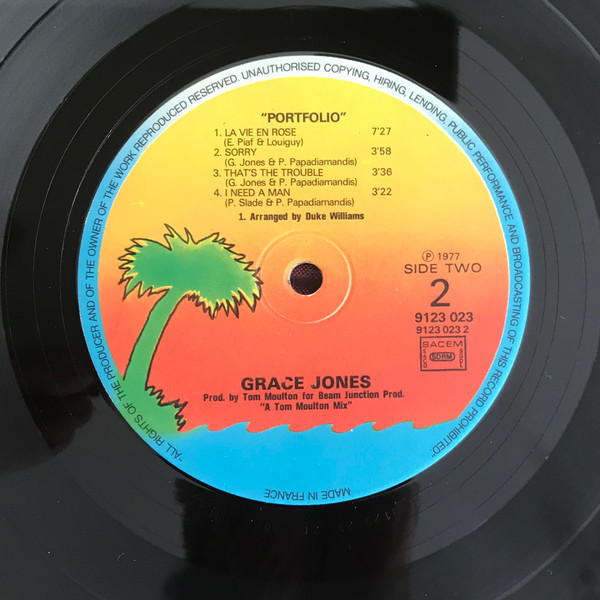 "ALL RIGHTS OF THE PRODUCER AND OF THE OWNER OF THE WORK REPRODUCED RESERVED. UNAUTHORISED COPYING, HIRING, LENDING, PUBLIC PERFORMANCE AND BROADCASTING OF THIS RECORD PROHIBITED"
"PORTFOLIO"
1. LA VIE EN ROSE 7'27
(E. Piaf & Louiguy)
2. SORRY 3'58
(G. Jones & P. Papadiamandis)
3. THAT'S THE TROUBLE 3'36
(G. Jones & P. Papadiamandis)
4. I NEED A MAN 3'22
(P. Slade & P. Papadiamandis)
1. Arranged by Duke Williams
℗ 1977
SIDE TWO
2
9123 023
9123 023 2
SACEM
SDRM
GRACE JONES
Prod. by Tom Moulton for Beam Junction Prod.
"A Tom Moulton Mix"
MADE IN FRANCE